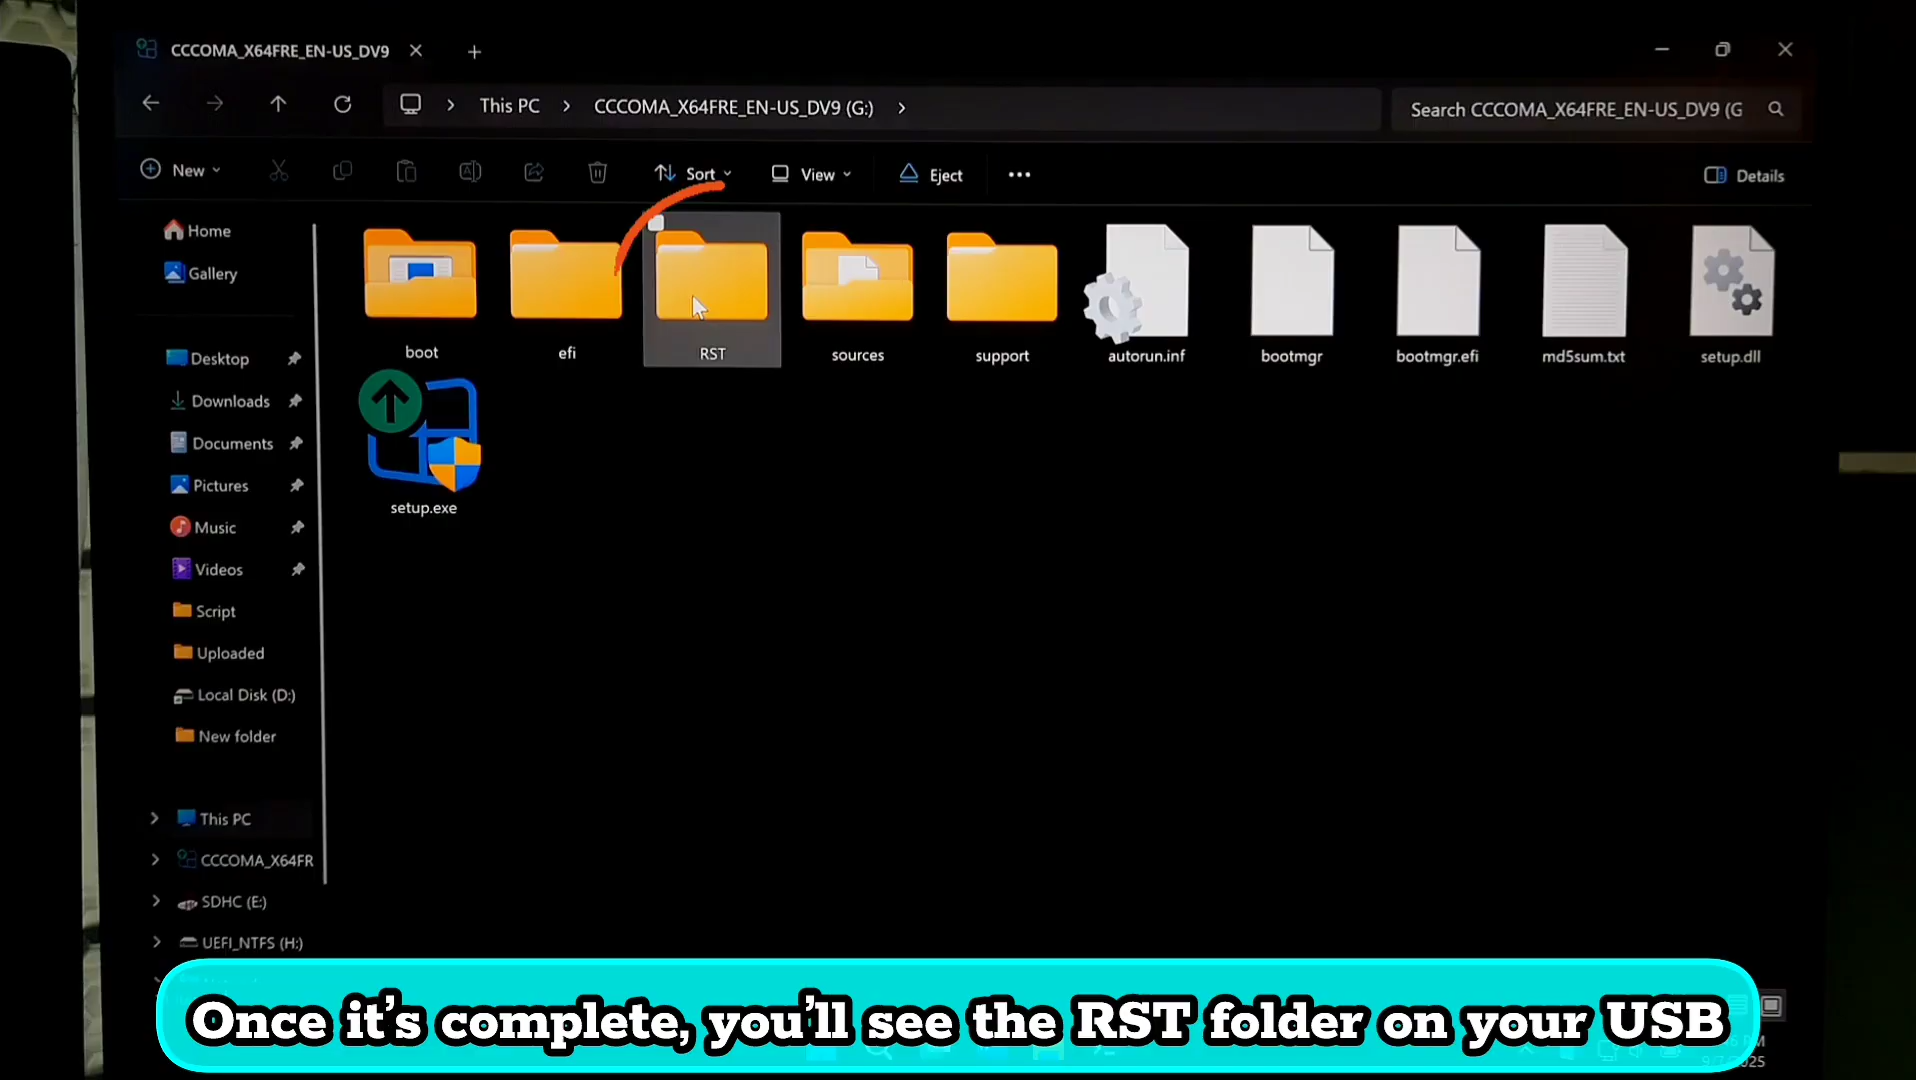 CCCOMA_X64FRE_EN-US_DV9
This PC
CCCOMA_X64FRE_EN-US_DV9 (G:)
Search CCCOMA_X64FRE_EN-US_DV9 (G
New
Sort
View
Eject
Details
Home
Gallery
Desktop
Downloads
Documents
Pictures
Music
Videos
Script
Uploaded
Local Disk (D:)
New folder
This PC
CCCOMA_X64FR
SDHC (E:)
UEFI_NTFS (H:)
boot
efi
RST
sources
support
autorun.inf
bootmgr
bootmgr.efi
md5sum.txt
setup.dll
setup.exe
Once it's complete, you'll see the RST folder on your USB